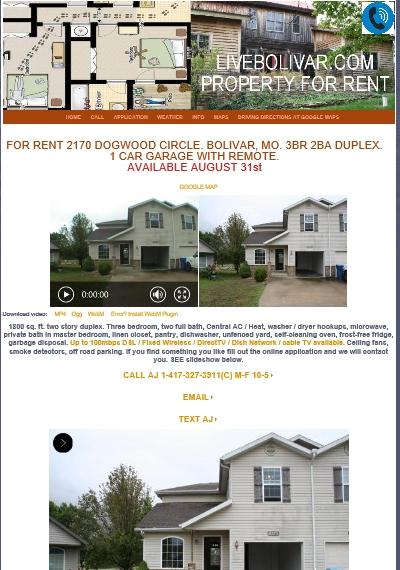 LIVEBOLIVAR.COM
PROPERTY FOR RENT
HOME CALL APPLICATION WEATHER INFO MAPS DRIVING DIRECTIONS AT GOOGLE MAPS
FOR RENT 2170 DOGWOOD CIRCLE. BOLIVAR, MO. 3BR 2BA DUPLEX.
1 CAR GARAGE WITH REMOTE.
AVAILABLE AUGUST 31st
GOOGLE MAP
0:00:00
Download video: MP4 Ogg WebM Error? Install WebM Plugin
1800 sq. ft. two story duplex. Three bedroom, two full bath, Central AC / Heat, washer / dryer hookups, microwave,
private bath in master bedroom, linen closet, pantry, dishwasher, unfenced yard, self-cleaning oven, frost-free fridge,
garbage disposal. Up to 100mbps DSL / Fixed Wireless / DirectTV / Dish Network / cable TV available. Ceiling fans,
smoke detectors, off road parking. If you find something you like fill out the online application and we will contact
you. SEE slideshow below.
CALL AJ 1-417-327-3911(C) M-F 10-5
EMAIL
TEXT AJ